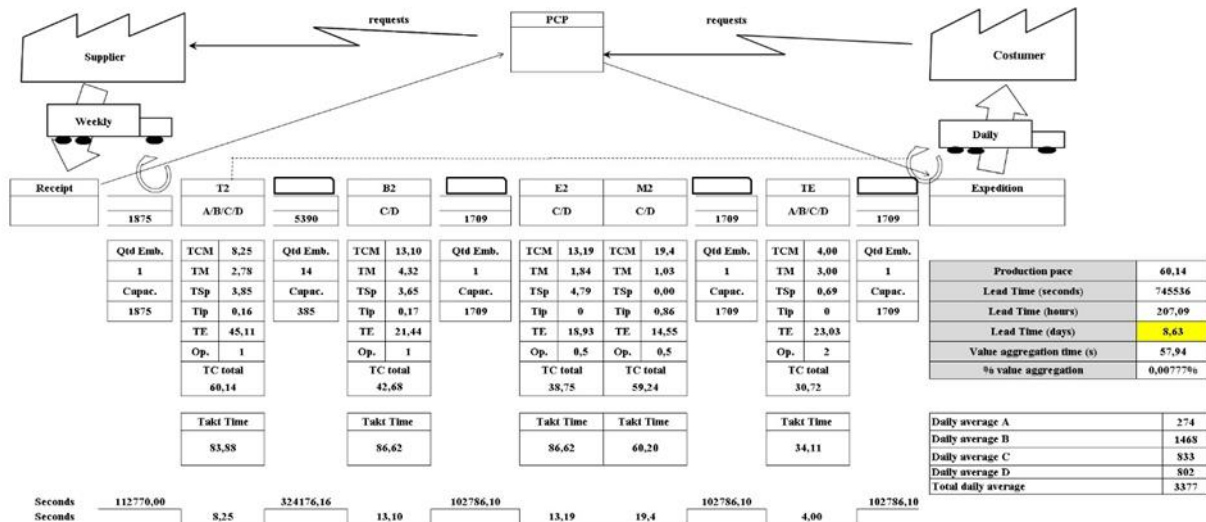 requests
PCP
requests
Supplier
Costumer
Weekly
Daily
Receipt
T2
B2
E2
M2
TE
Expedition
A/B/C/D
C/D
C/D
C/D
A/B/C/D
1875
5390
1709
1709
1709
Qtd Emb. TCM 8,25 Qtd Emb. TCM 13,10 Qtd Emb. TCM 13,19 TCM 19,4 Qtd Emb. TCM 4,00 Qtd Emb.
1 TM 2,78 14 TM 4,32 1 TM 1,84 TM 1,03 1 TM 3,00 1
Capac. TSp 3,85 Capac. TSp 3,65 Capac. TSp 4,79 TSp 0,00 Capac. TSp 0,69 Capac.
1875 Tip 0,16 385 Tip 0,17 1709 Tip 0 Tip 0,86 1709 Tip 0 1709
TE 45,11 TE 21,44 TE 18,93 TE 14,55 TE 23,03
Op. 1 Op. 1 Op. 0,5 Op. 0,5 Op. 2
TC total TC total TC total TC total TC total
60,14 42,68 38,75 59,24 30,72
Takt Time Takt Time Takt Time Takt Time Takt Time
83,88 86,62 86,62 60,20 34,11
Production pace 60,14
Lead Time (seconds) 745536
Lead Time (hours) 207,09
Lead Time (days) 8,63
Value aggregation time (s) 57,94
% value aggregation 0,00777%
Daily average A 274
Daily average B 1468
Daily average C 833
Daily average D 802
Total daily average 3377
Seconds 112770,00 324176,16 102786,10 102786,10 102786,10
Seconds 8,25 13,10 13,19 19,4 4,00